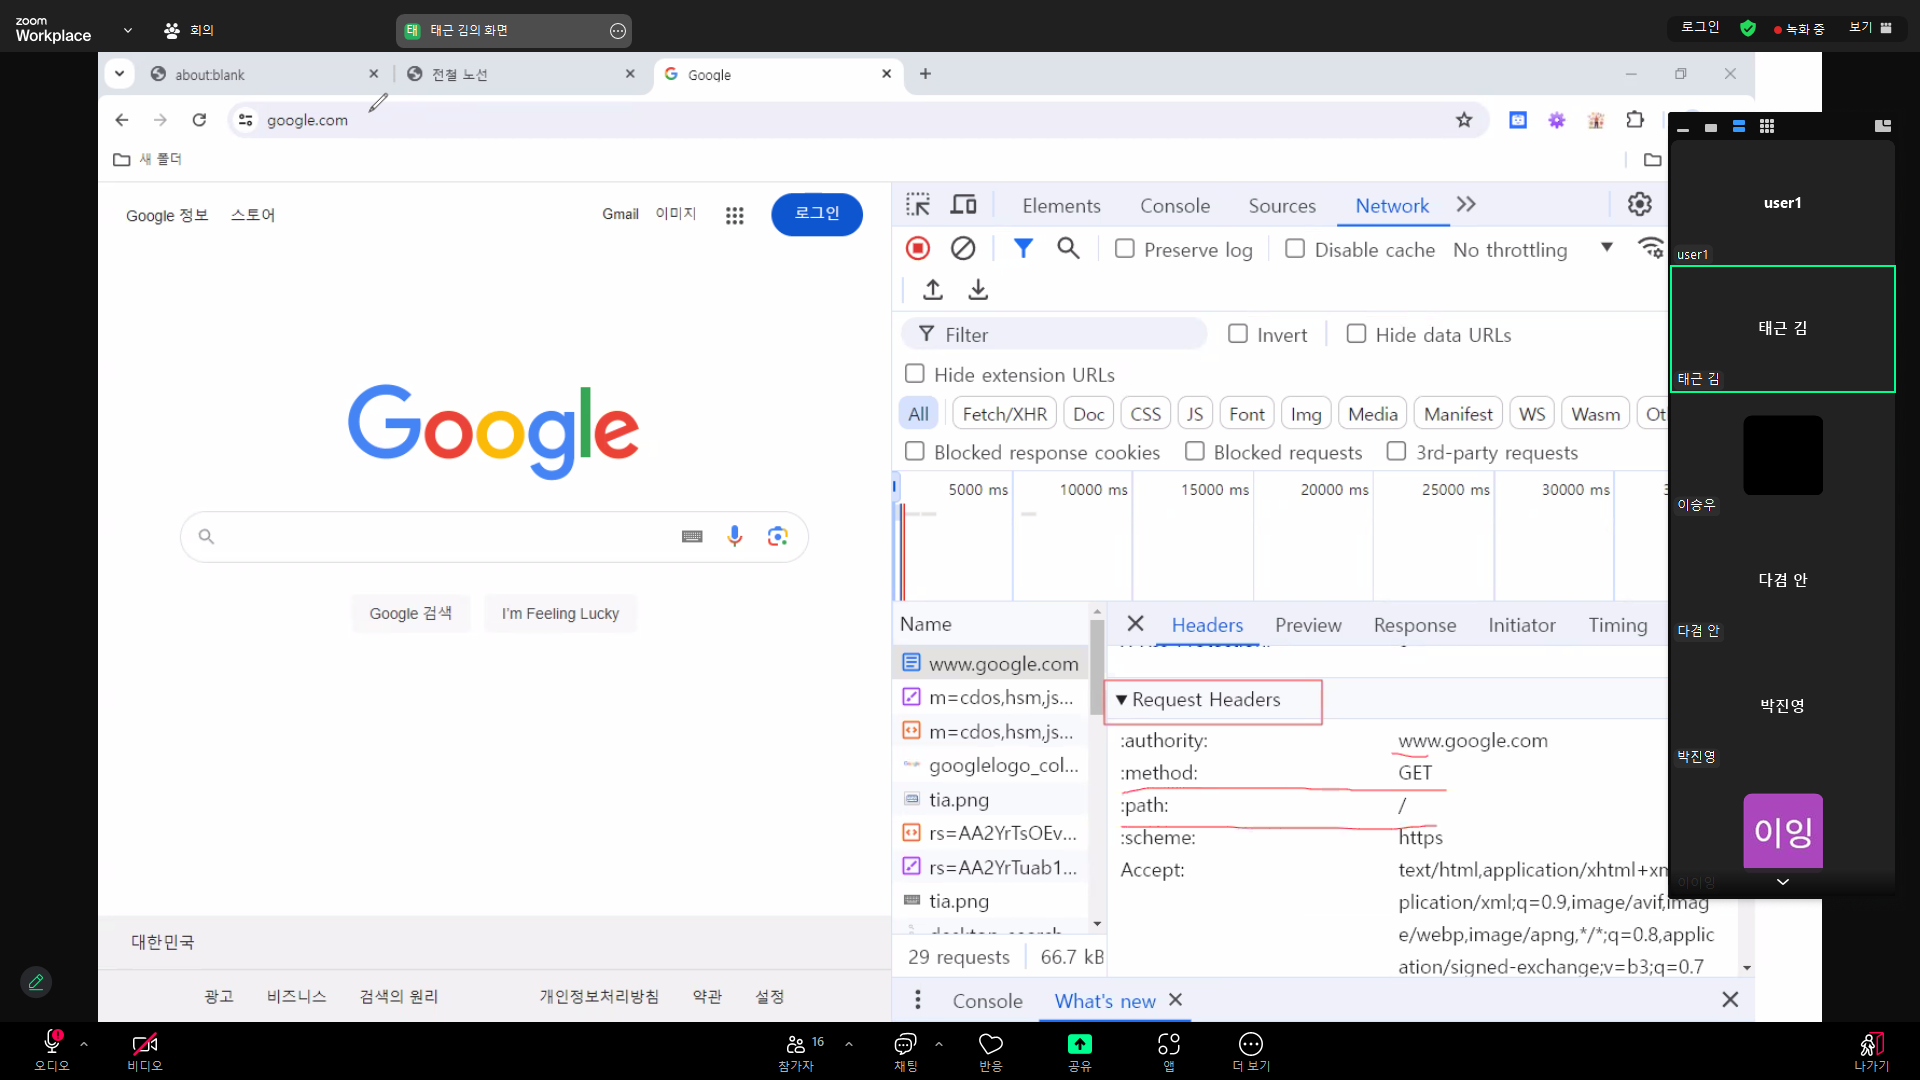 zoom
Workplace
회의
태 태근 김의 화면
로그인
녹화 중
보기
about:blank
전철 노선
Google
google.com
새 폴더
Google 정보
스토어
Gmail
이미지
로그인
Google
Google 검색
I'm Feeling Lucky
대한민국
광고
비즈니스
검색의 원리
개인정보처리방침
약관
설정
Elements
Console
Sources
Network
Preserve log
Disable cache
No throttling
Filter
Invert
Hide data URLs
Hide extension URLs
All
Fetch/XHR
Doc
CSS
JS
Font
Img
Media
Manifest
WS
Wasm
Ot
Blocked response cookies
Blocked requests
3rd-party requests
5000 ms
10000 ms
15000 ms
20000 ms
25000 ms
30000 ms
Name
www.google.com
m=cdos,hsm,js...
m=cdos,hsm,js...
googlelogo_col...
tia.png
rs=AA2YrTsOEv...
rs=AA2YrTuab1...
tia.png
29 requests
66.7 kB
Headers
Preview
Response
Initiator
Timing
Request Headers
:authority: www.google.com
:method: GET
:path: /
:scheme: https
Accept: text/html,application/xhtml+xm
plication/xml;q=0.9,image/avif,imag
e/webp,image/apng,*/*;q=0.8,applic
ation/signed-exchange;v=b3;q=0.7
Console
What's new
user1
user1
태근 김
태근 김
이승우
다겸 안
다겸 안
박진영
박진영
이잉
오디오
비디오
참가자
16
채팅
반응
공유
앱
더 보기
나가기